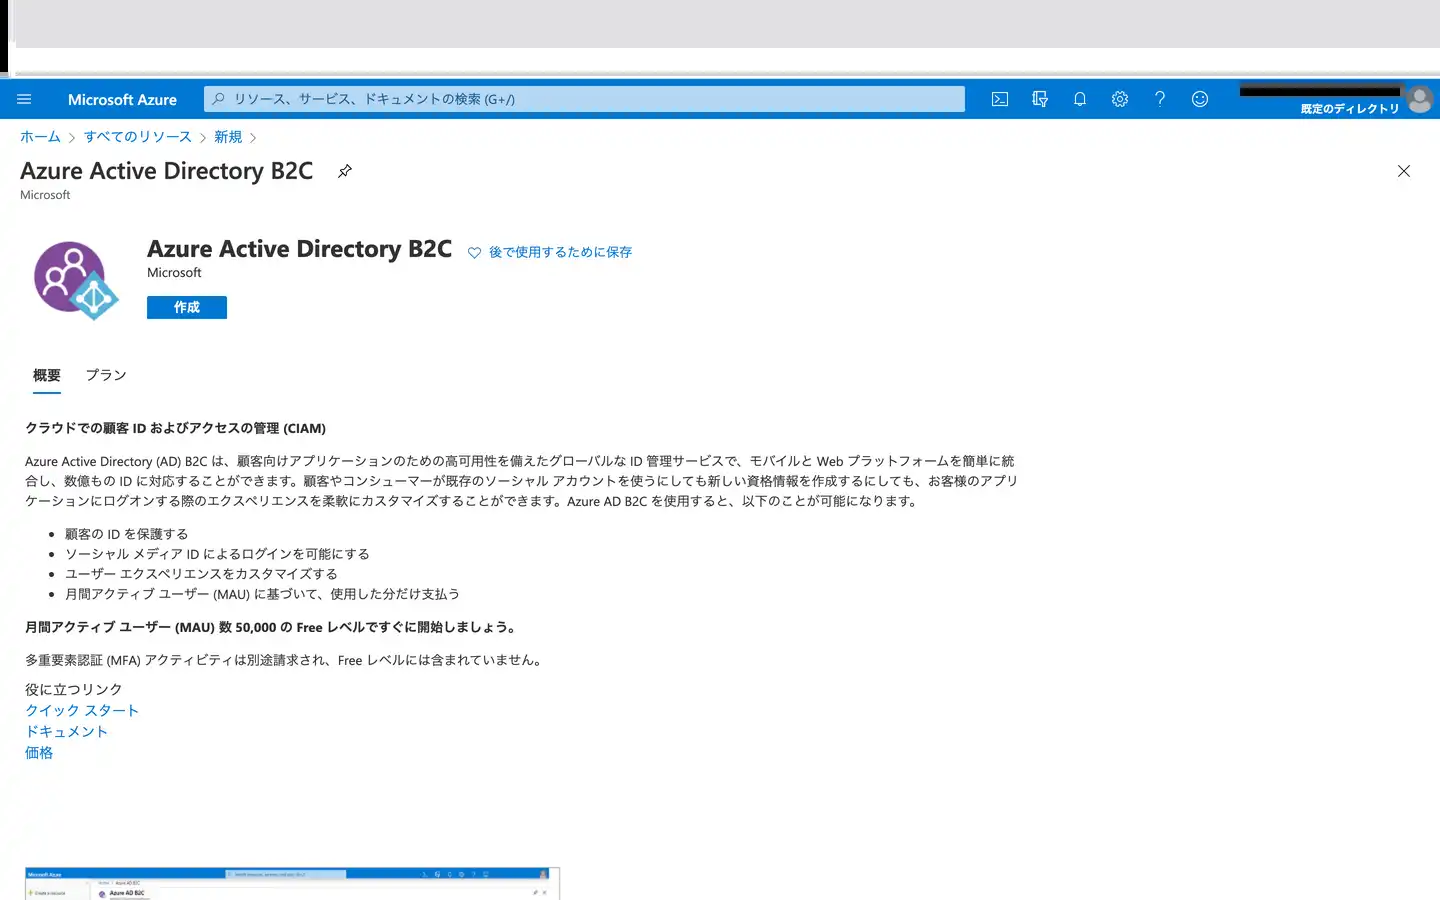 Microsoft Azure
リソース、サービス、ドキュメントの検索 (G+/)
既定のディレクトリ
ホーム > すべてのリソース > 新規 >
Azure Active Directory B2C
Microsoft
Azure Active Directory B2C
後で使用するために保存
Microsoft
作成
概要 プラン
クラウドでの顧客 ID およびアクセスの管理 (CIAM)
Azure Active Directory (AD) B2C は、顧客向けアプリケーションのための高可用性を備えたグローバルな ID 管理サービスで、モバイルと Web プラットフォームを簡単に統
合し、数億もの ID に対応することができます。顧客やコンシューマーが既存のソーシャル アカウントを使うにしても新しい資格情報を作成するにしても、お客様のアプリ
ケーションにログオンする際のエクスペリエンスを柔軟にカスタマイズすることができます。Azure AD B2C を使用すると、以下のことが可能になります。
• 顧客の ID を保護する
• ソーシャル メディア ID によるログインを可能にする
• ユーザー エクスペリエンスをカスタマイズする
• 月間アクティブ ユーザー (MAU) に基づいて、使用した分だけ支払う
月間アクティブ ユーザー (MAU) 数 50,000 の Free レベルですぐに開始しましょう。
多重要素認証 (MFA) アクティビティは別途請求され、Free レベルには含まれていません。
役に立つリンク
クイック スタート
ドキュメント
価格
Microsoft Azure
Create a resource
Azure AD B2C